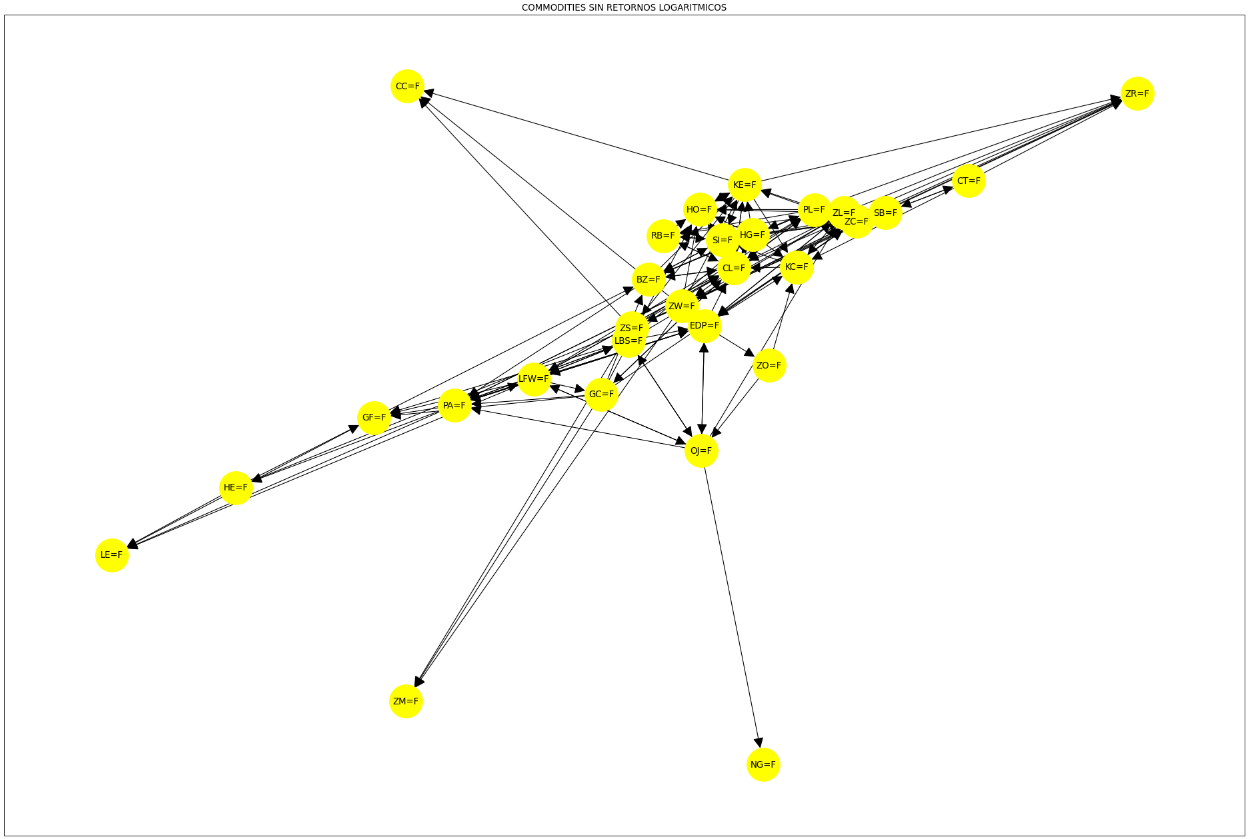 COMMODITIES SIN RETORNOS LOGARITMICOS
CC=F
ZR=F
KE=F
CT=F
HO=F
PL=F
ZL=F
SB=F
ZC=F
RB=F
SI=F
HG=F
CL=F
KC=F
BZ=F
ZW=F
ZS=F
EDP=F
LBS=F
ZO=F
LFW=F
GC=F
PA=F
GF=F
OJ=F
HE=F
LE=F
ZM=F
NG=F